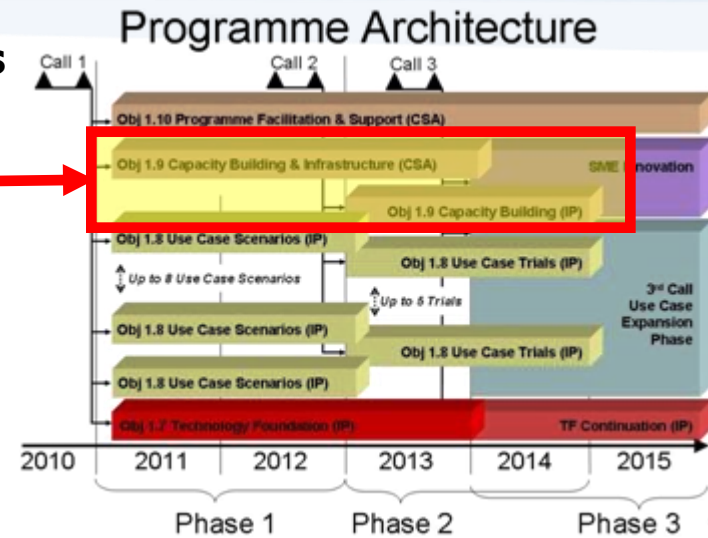 Programme Architecture
s
Call 1
Call 2
Call 3
Obj 1.10 Programme Facilitation & Support (CSA)
Obj 1.9 Capacity Building & Infrastructure (CSA)
SME Innovation
Obj 1.9 Capacity Building (IP)
Obj 1.8 Use Case Scenarios (IP)
Obj 1.8 Use Case Trials (IP)
Up to 8 Use Case Scenarios
Up to 5 Trials
3rd Call
Use Case
Expansion
Phase
Obj 1.8 Use Case Scenarios (IP)
Obj 1.8 Use Case Trials (IP)
Obj 1.8 Use Case Scenarios (IP)
Obj 1.7 Technology Foundation (IP)
TF Continuation (IP)
2010 2011 2012 2013 2014 2015
Phase 1 Phase 2 Phase 3